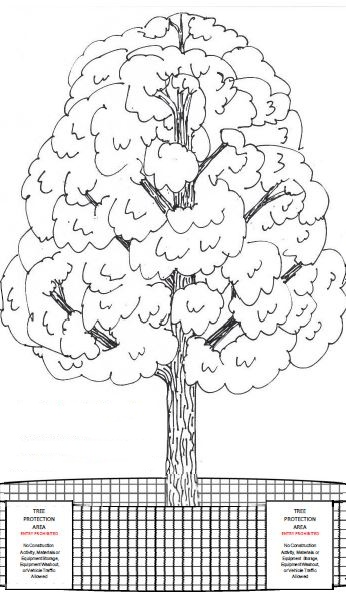 TREE
PROTECTION
AREA
ENTRY PROHIBITED
No Construction
Activity, Materials or
Equipment Storage,
Equipment Washout,
or Vehicle Traffic
Allowed
TREE
PROTECTION
AREA
ENTRY PROHIBITED
No Construction
Activity, Materials or
Equipment Storage,
Equipment Washout,
or Vehicle Traffic
Allowed